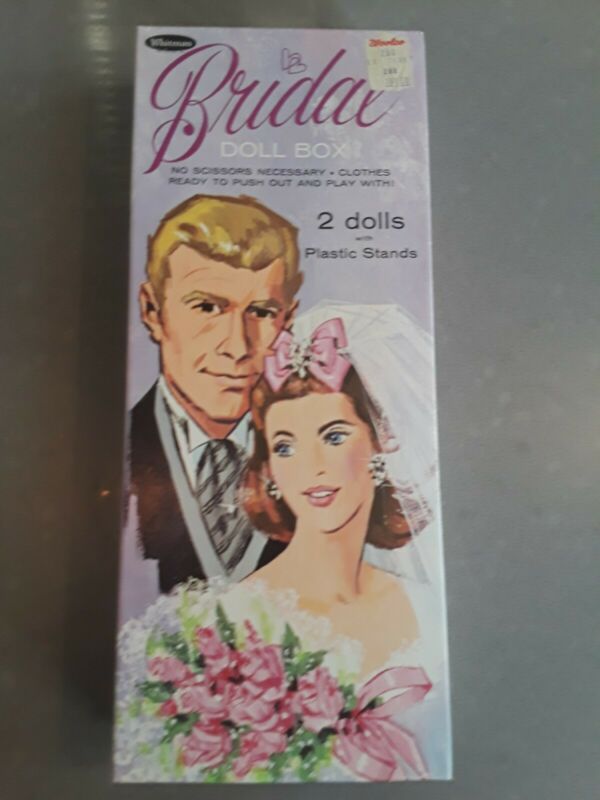 Whitman
Woolco
Bridal
DOLL BOX
NO SCISSORS NECESSARY • CLOTHES
READY TO PUSH OUT AND PLAY WITH!
2 dolls
with
Plastic Stands